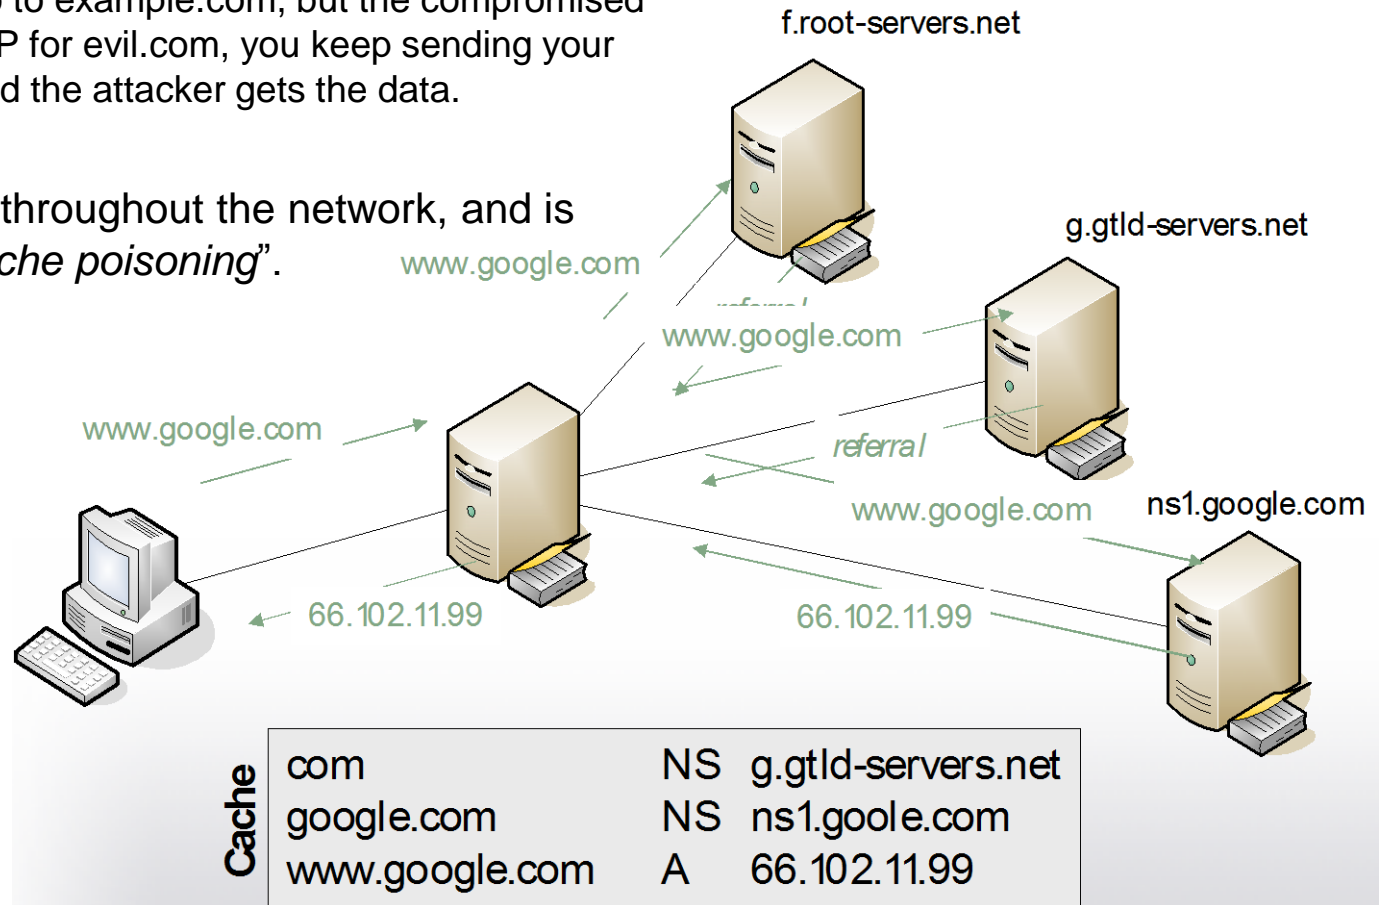 to example.com, but the compromised
P for evil.com, you keep sending your
d the attacker gets the data.
throughout the network, and is
che poisoning”.
f.root-servers.net
www.google.com
referral
g.gtld-servers.net
www.google.com
www.google.com
referral
www.google.com
ns1.google.com
66.102.11.99
66.102.11.99
Cache
com NS g.gtld-servers.net
google.com NS ns1.goole.com
www.google.com A 66.102.11.99